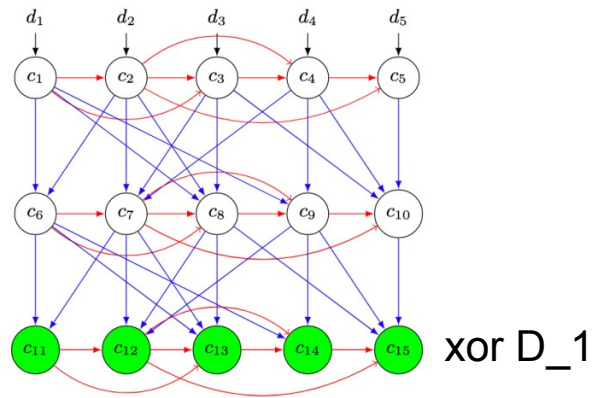 d₁ d₂ d₃ d₄ d₅
c₁ c₂ c₃ c₄ c₅
c₆ c₇ c₈ c₉ c₁₀
c₁₁ c₁₂ c₁₃ c₁₄ c₁₅ xor D_1